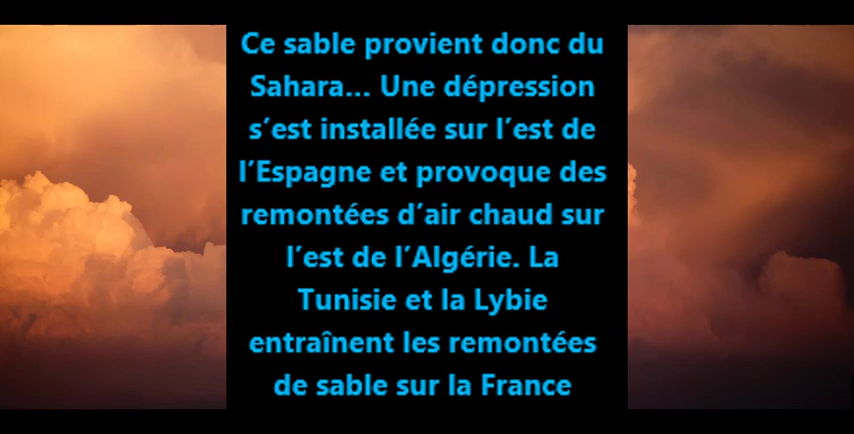 Ce sable provient donc du
Sahara... Une dépression
s'est installée sur l'est de
l'Espagne et provoque des
remontées d'air chaud sur
l'est de l'Algérie. La
Tunisie et la Lybie
entraînent les remontées
de sable sur la France